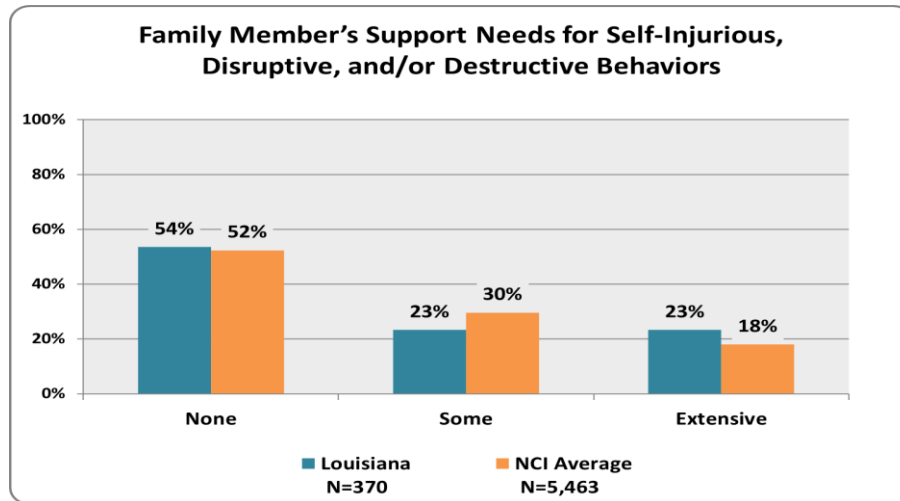 Family Member’s Support Needs for Self-Injurious,
Disruptive, and/or Destructive Behaviors
100%
80%
60%
40%
20%
0%
54%
52%
23%
30%
23%
18%
None
Some
Extensive
Louisiana
N=370
NCI Average
N=5,463